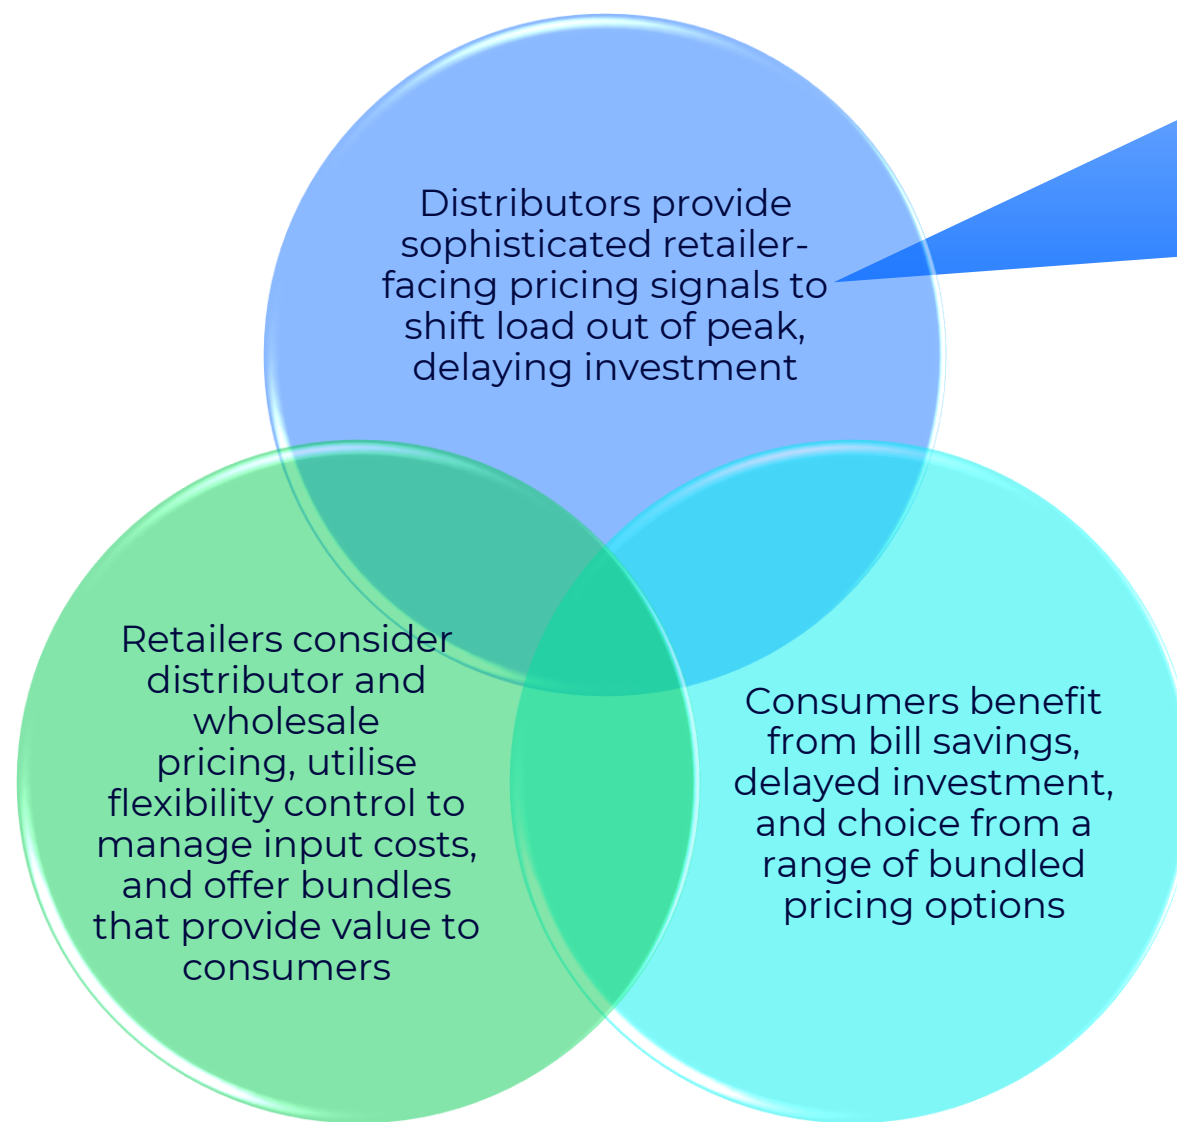 Distributors provide
sophisticated retailer-
facing pricing signals to
shift load out of peak,
delaying investment
Retailers consider
distributor and
wholesale
pricing, utilise
flexibility control to
manage input costs,
and offer bundles
that provide value to
consumers
Consumers benefit
from bill savings,
delayed investment,
and choice from a
range of bundled
pricing options